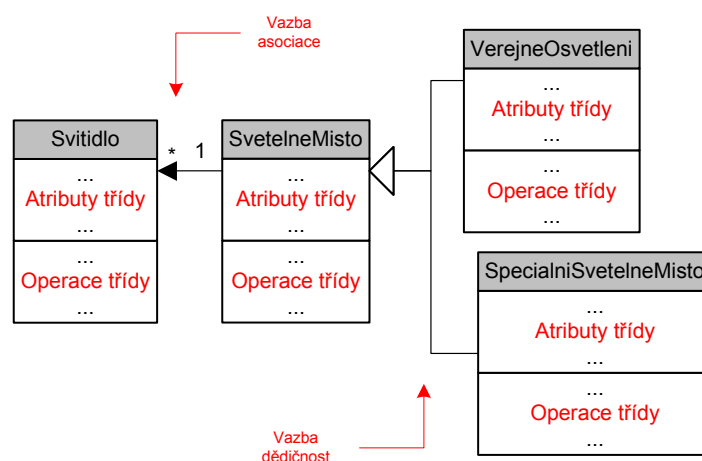 Vazba
asociace
Svitidlo
...
Atributy třídy
...
...
Operace třídy
...
* 1
SvetelneMisto
...
Atributy třídy
...
...
Operace třídy
...
VerejneOsvetleni
...
Atributy třídy
...
...
Operace třídy
...
SpecialniSvetelneMisto
...
Atributy třídy
...
...
Operace třídy
...
Vazba
dědičnost